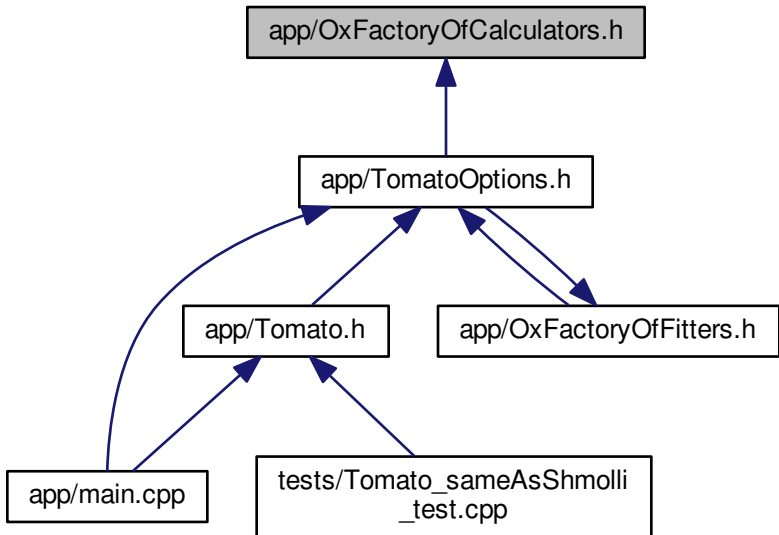 app/OxFactoryOfCalculators.h
app/TomatoOptions.h
app/Tomato.h
app/OxFactoryOfFitters.h
app/main.cpp
tests/Tomato_sameAsShmolli
_test.cpp